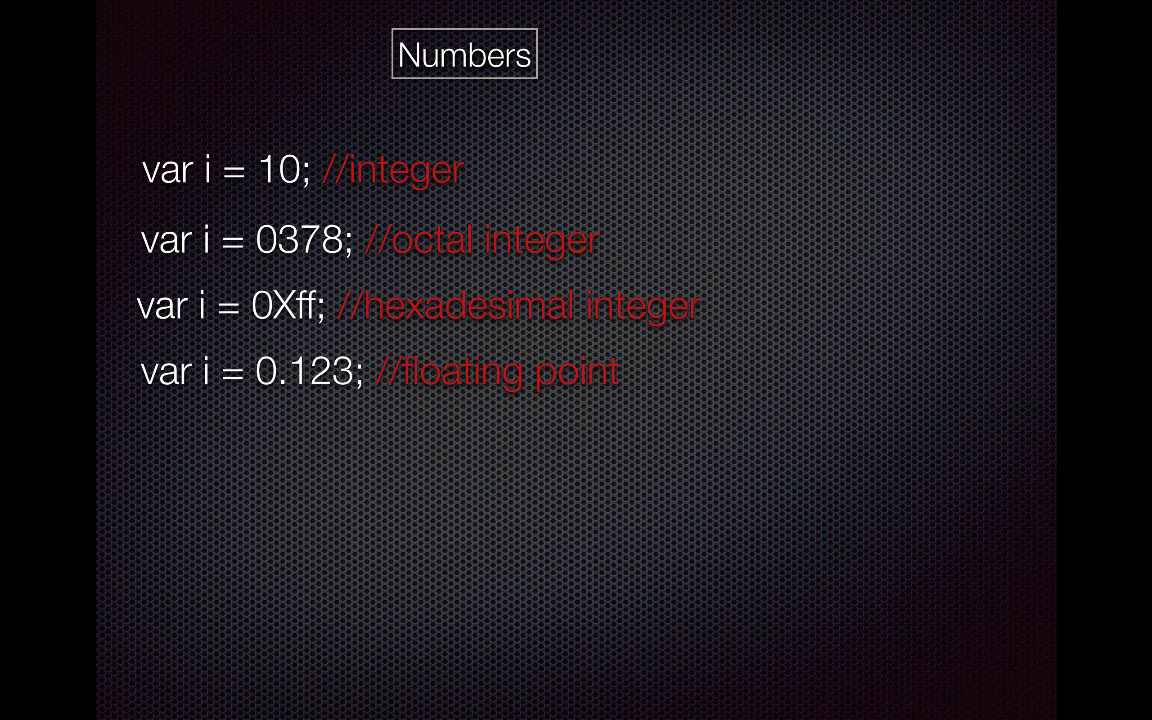 Numbers
var i = 10; //integer
var i = 0378; //octal integer
var i = 0Xff; //hexadesimal integer
var i = 0.123; //floating point